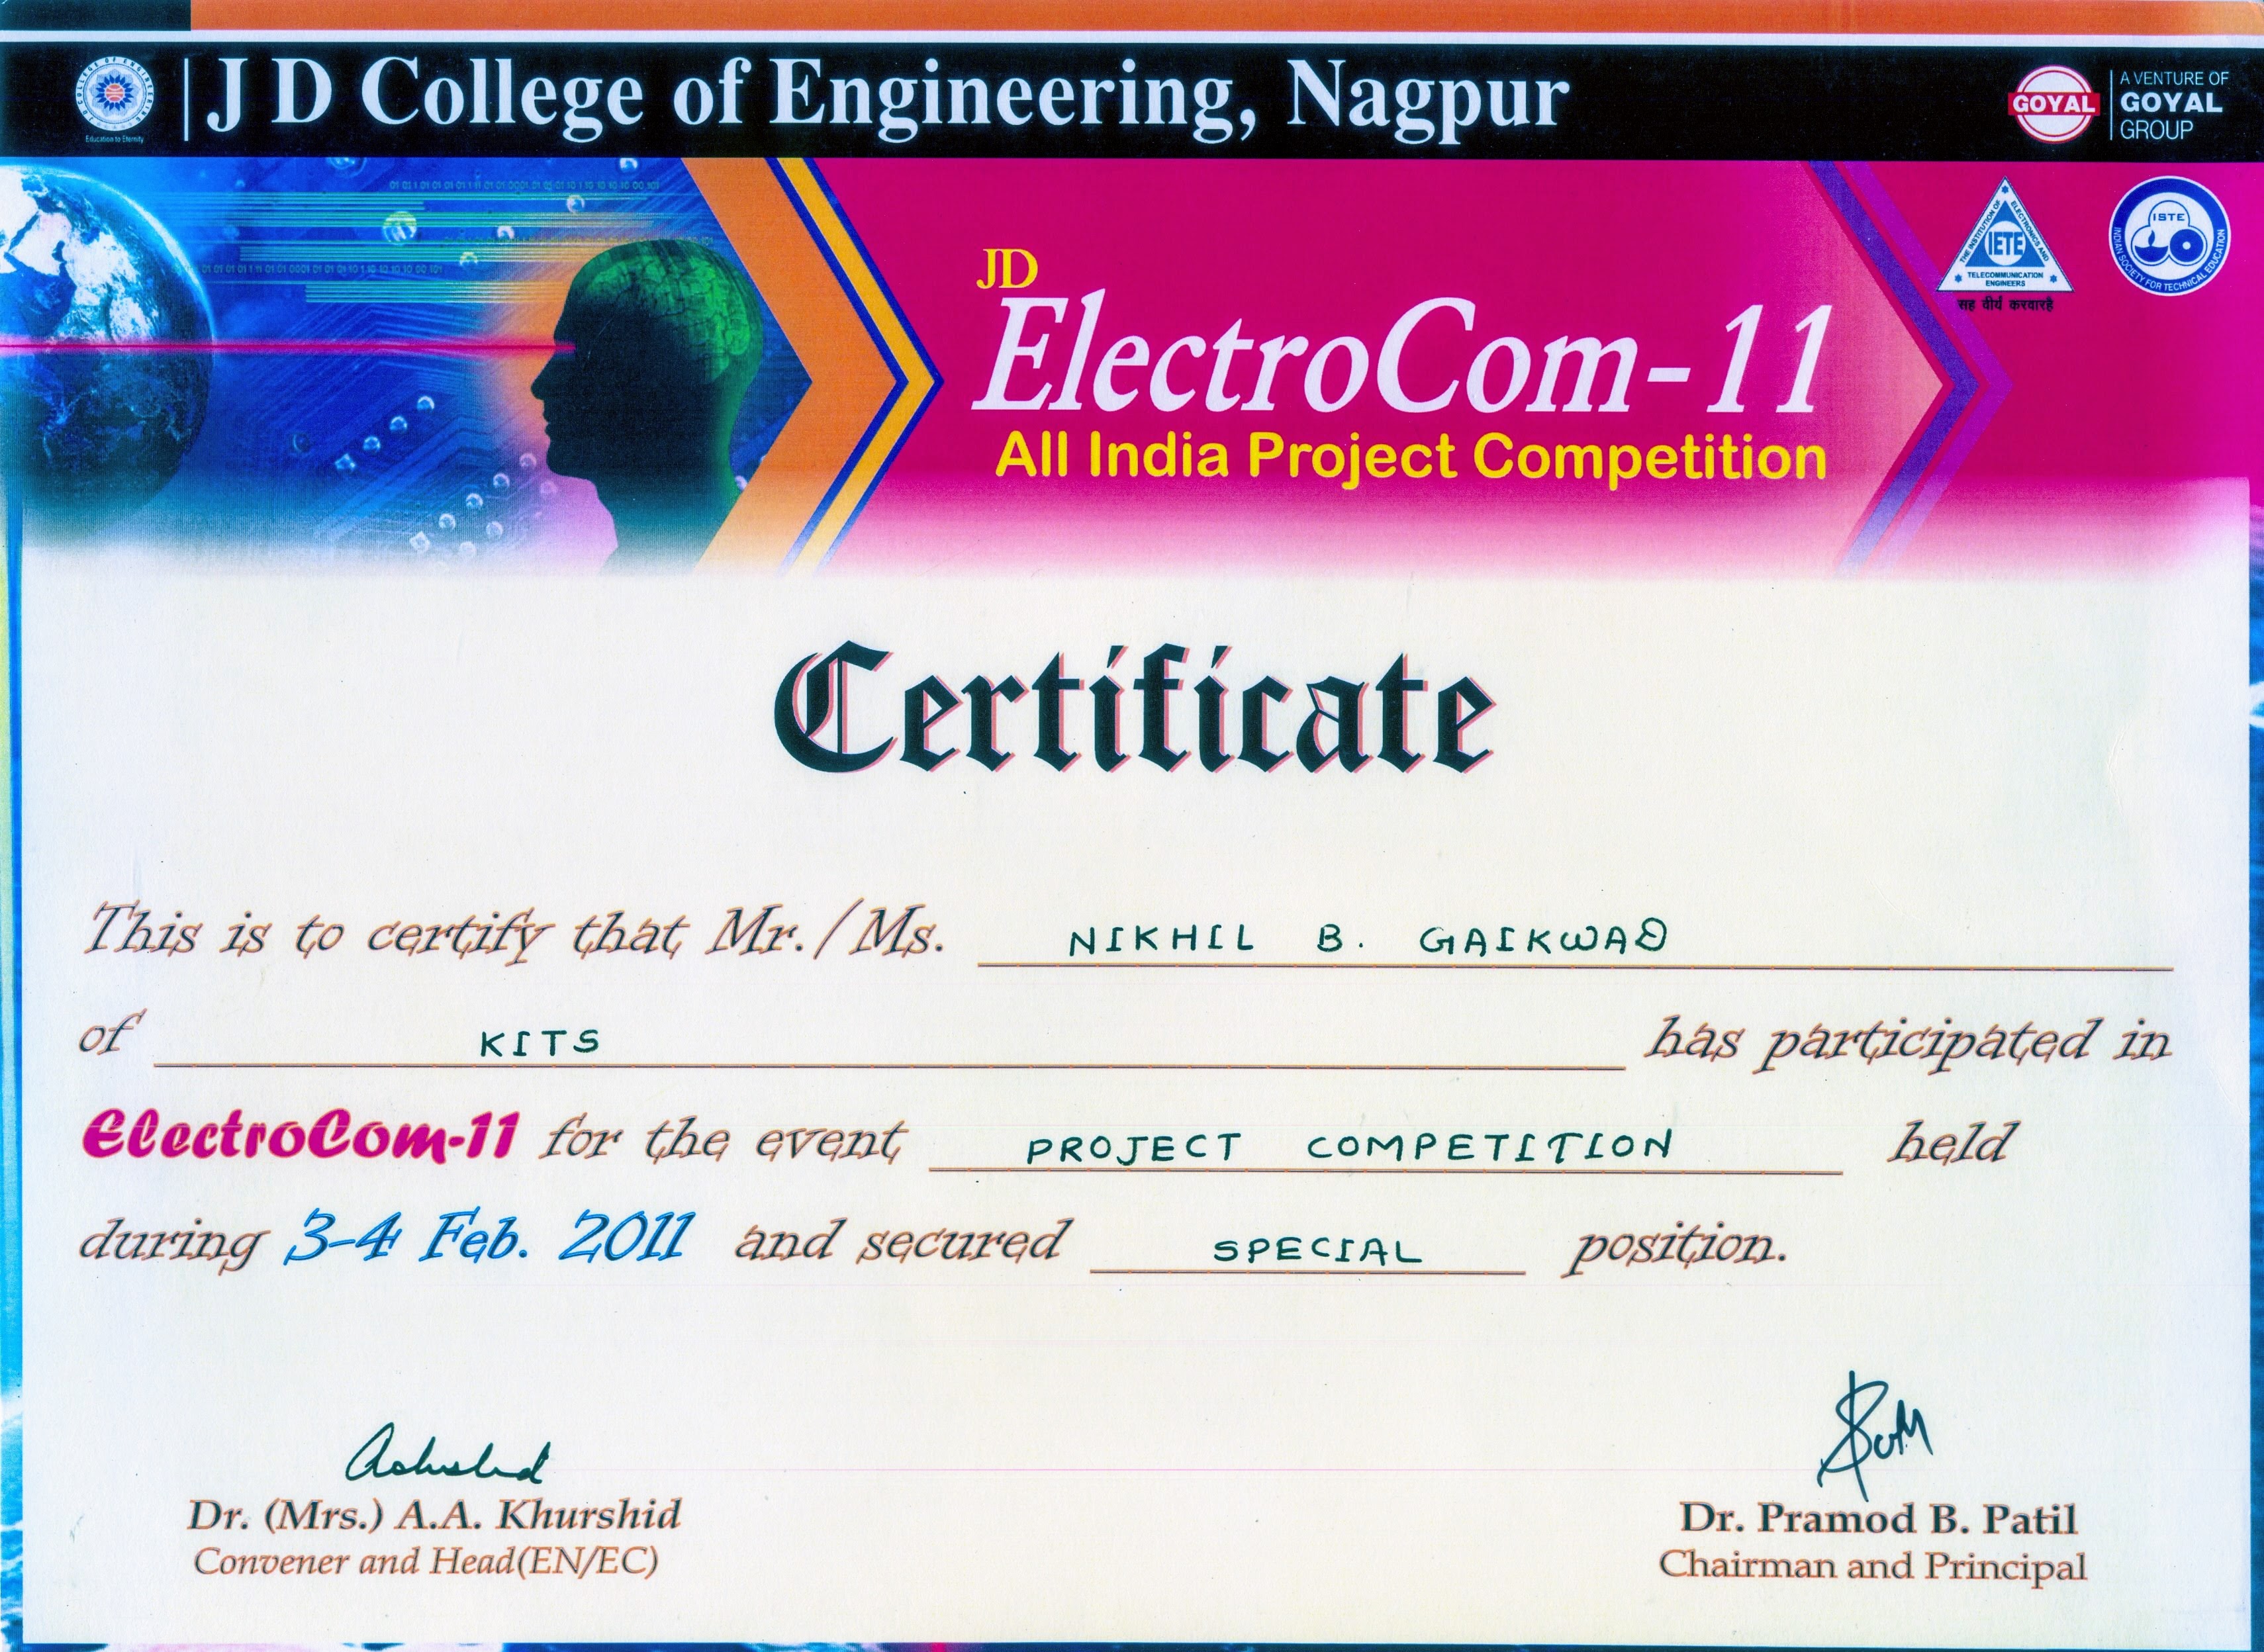 J D College of Engineering, Nagpur
Education to Eternity
GOYAL
A VENTURE OF
GOYAL
GROUP
JD
ElectroCom-11
All India Project Competition
THE INSTITUTION OF ELECTRONICS AND
IETE
TELECOMMUNICATION
ENGINEERS
सह वीर्य करवारहै
ISTE
INDIAN SOCIETY FOR TECHNICAL EDUCATION
Certificate
This is to certify that Mr./Ms. NIKHIL B. GAIKWAD
of KITS has participated in
ElectroCom-11 for the event PROJECT COMPETITION held
during 3-4 Feb. 2011 and secured SPECIAL position.
Dr. (Mrs.) A.A. Khurshid
Convener and Head(EN/EC)
Dr. Pramod B. Patil
Chairman and Principal